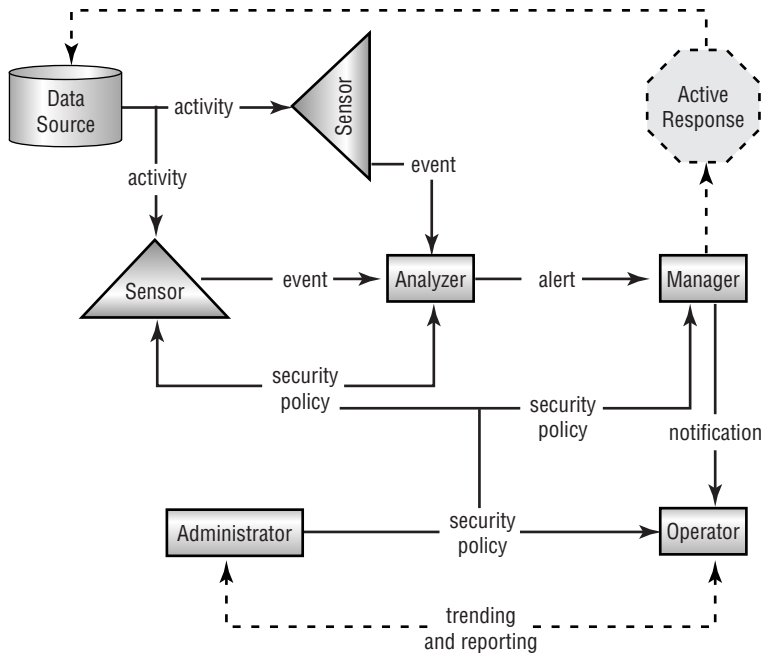 Data
Source
activity
Sensor
Active
Response
event
activity
Sensor
event
Analyzer
alert
Manager
security
policy
security
policy
notification
Administrator
security
policy
Operator
trending
and reporting